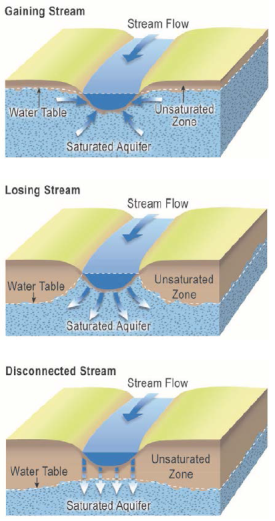 Gaining Stream
Stream Flow
Water Table
Unsaturated
Zone
Saturated Aquifer
Losing Stream
Stream Flow
Water Table
Unsaturated
Zone
Saturated Aquifer
Disconnected Stream
Stream Flow
Water Table
Unsaturated
Zone
Saturated Aquifer